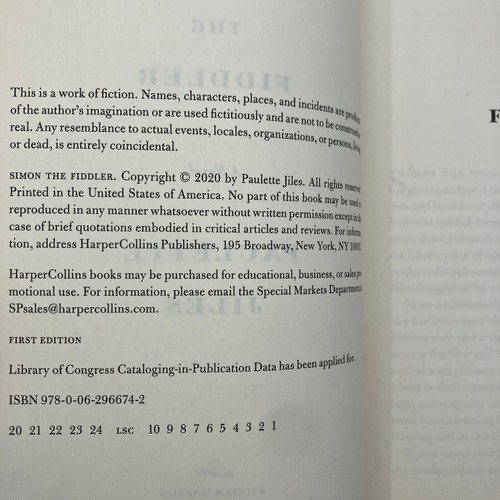 This is a work of fiction. Names, characters, places, and incidents are
of the author's imagination or are used fictitiously and are not to be construed
real. Any resemblance to actual events, locales, organizations, or persons,
or dead, is entirely coincidental.
SIMON THE FIDDLER. Copyright © 2020 by Paulette Jiles. All rights reserved
Printed in the United States of America. No part of this book may be used
reproduced in any manner whatsoever without written permission except in
case of brief quotations embodied in critical articles and reviews. For
tion, address HarperCollins Publishers, 195 Broadway, New York, NY
HarperCollins books may be purchased for educational, business, or sales
motional use. For information, please email the Special Markets Department
SPsales@harpercollins.com.
FIRST EDITION
Library of Congress Cataloging-in-Publication Data has been applied for.
ISBN 978-0-06-296674-2
20 21 22 23 24 LSC 10 9 8 7 6 5 4 3 2 1